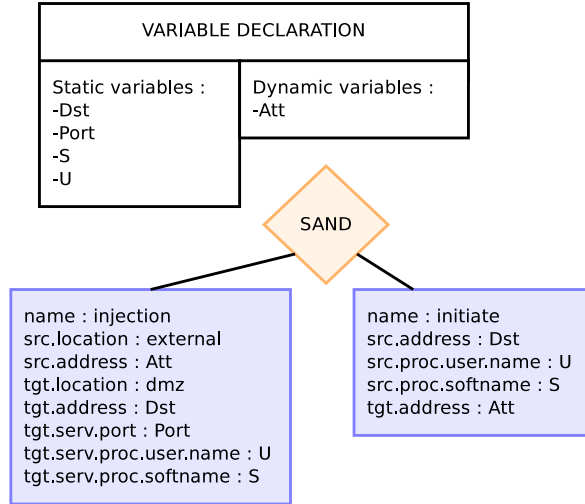 VARIABLE DECLARATION
Static variables :
-Dst
-Port
-S
-U
Dynamic variables :
-Att
SAND
name : injection
src.location : external
src.address : Att
tgt.location : dmz
tgt.address : Dst
tgt.serv.port : Port
tgt.serv.proc.user.name : U
tgt.serv.proc.softname : S
name : initiate
src.address : Dst
src.proc.user.name : U
src.proc.softname : S
tgt.address : Att